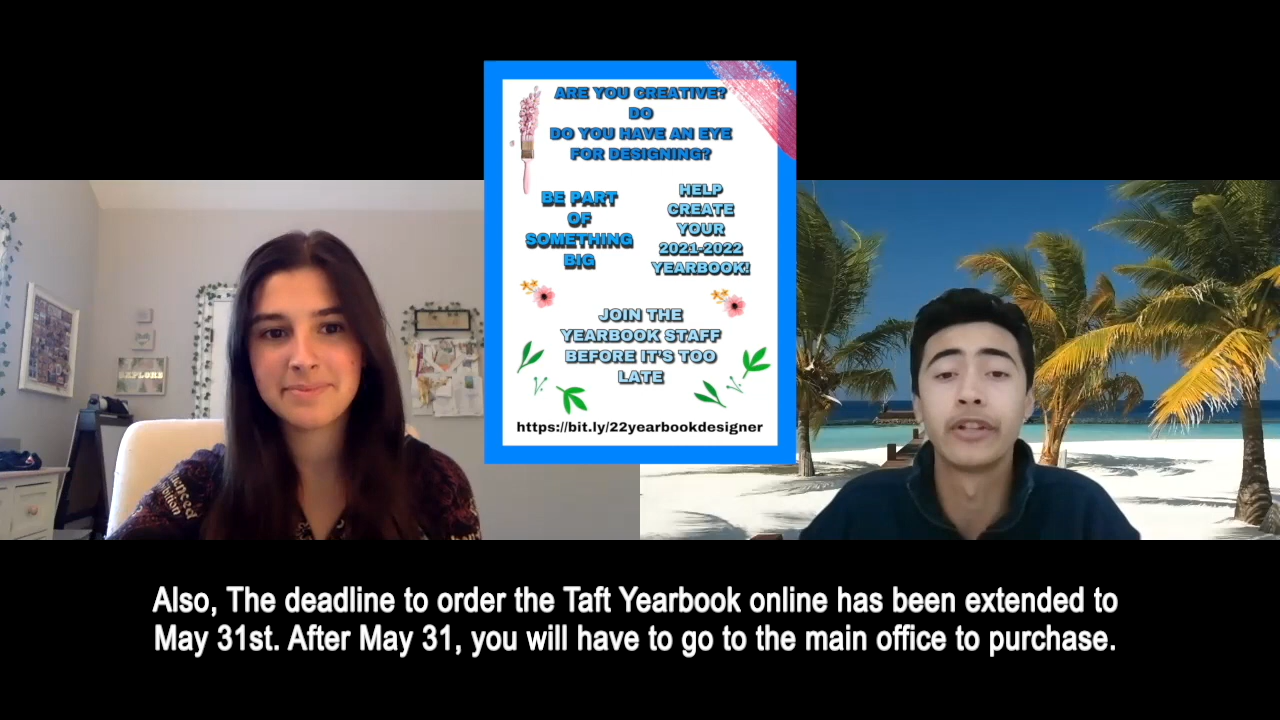 ARE YOU CREATIVE?
DO
DO YOU HAVE AN EYE
FOR DESIGNING?
BE PART
OF
SOMETHING
BIG
HELP
CREATE
YOUR
2021-2022
YEARBOOK!
JOIN THE
YEARBOOK STAFF
BEFORE IT'S TOO
LATE
https://bit.ly/22yearbookdesigner
EXPLORE
Also, The deadline to order the Taft Yearbook online has been extended to
May 31st. After May 31, you will have to go to the main office to purchase.